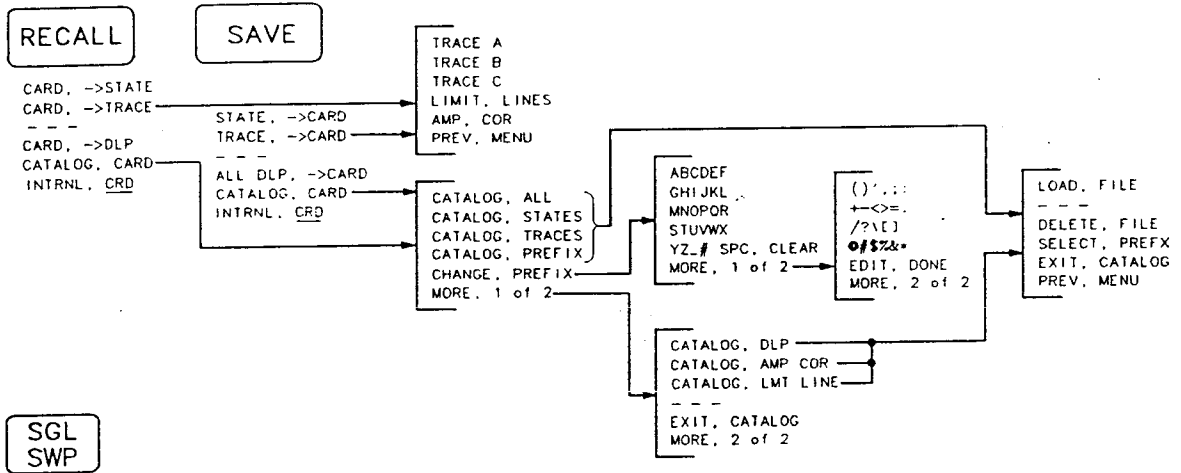 RECALL
CARD, ->STATE
CARD, ->TRACE
- - -
CARD, ->DLP
CATALOG, CARD
INTRNL, CRD
SAVE
STATE, ->CARD
TRACE, ->CARD
- - -
ALL DLP, ->CARD
CATALOG, CARD
INTRNL, CRD
TRACE A
TRACE B
TRACE C
LIMIT, LINES
AMP, COR
PREV, MENU
CATALOG, ALL
CATALOG, STATES
CATALOG, TRACES
CATALOG, PREFIX
CHANGE, PREFIX
MORE, 1 of 2
ABCDEF
GHIJKL
MNOPQR
STUVWX
YZ_# SPC, CLEAR
MORE, 1 of 2
()',;:
+-<>=.
/?\[]
@#$%&*
EDIT, DONE
MORE, 2 of 2
CATALOG, DLP
CATALOG, AMP COR
CATALOG, LMT LINE
- - -
EXIT, CATALOG
MORE, 2 of 2
LOAD, FILE
- - -
DELETE, FILE
SELECT, PREFX
EXIT, CATALOG
PREV, MENU
SGL
SWP